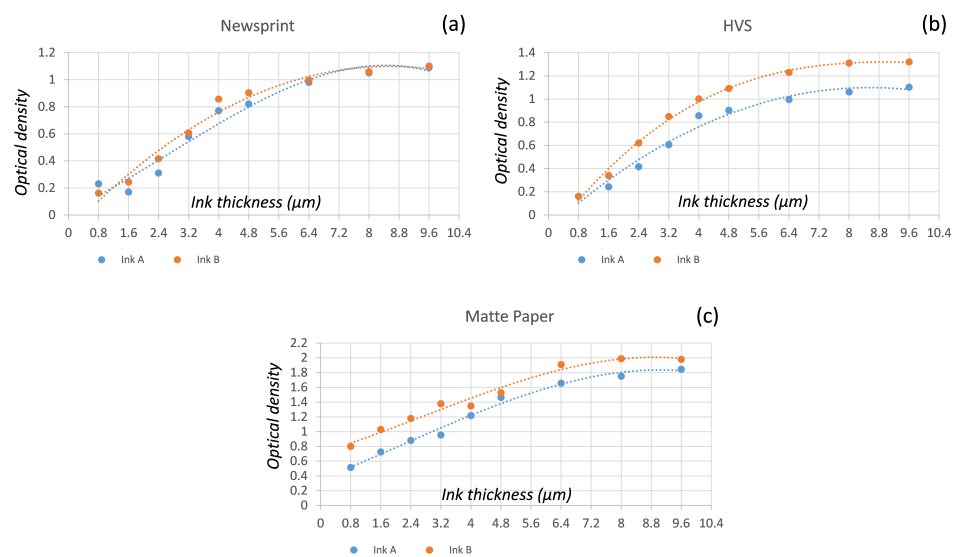 Newsprint
(a)
1.2
1
0.8
0.6
0.4
0.2
0
Optical density
Ink thickness (μm)
0 0.8 1.6 2.4 3.2 4 4.8 5.6 6.4 7.2 8 8.8 9.6 10.4
Ink A Ink B
HVS
(b)
1.4
1.2
1
0.8
0.6
0.4
0.2
0
Optical density
Ink thickness (μm)
0 0.8 1.6 2.4 3.2 4 4.8 5.6 6.4 7.2 8 8.8 9.6 10.4
Ink A Ink B
Matte Paper
(c)
2.2
2
1.8
1.6
1.4
1.2
1
0.8
0.6
0.4
0.2
0
Optical density
Ink thickness (μm)
0 0.8 1.6 2.4 3.2 4 4.8 5.6 6.4 7.2 8 8.8 9.6 10.4
Ink A Ink B